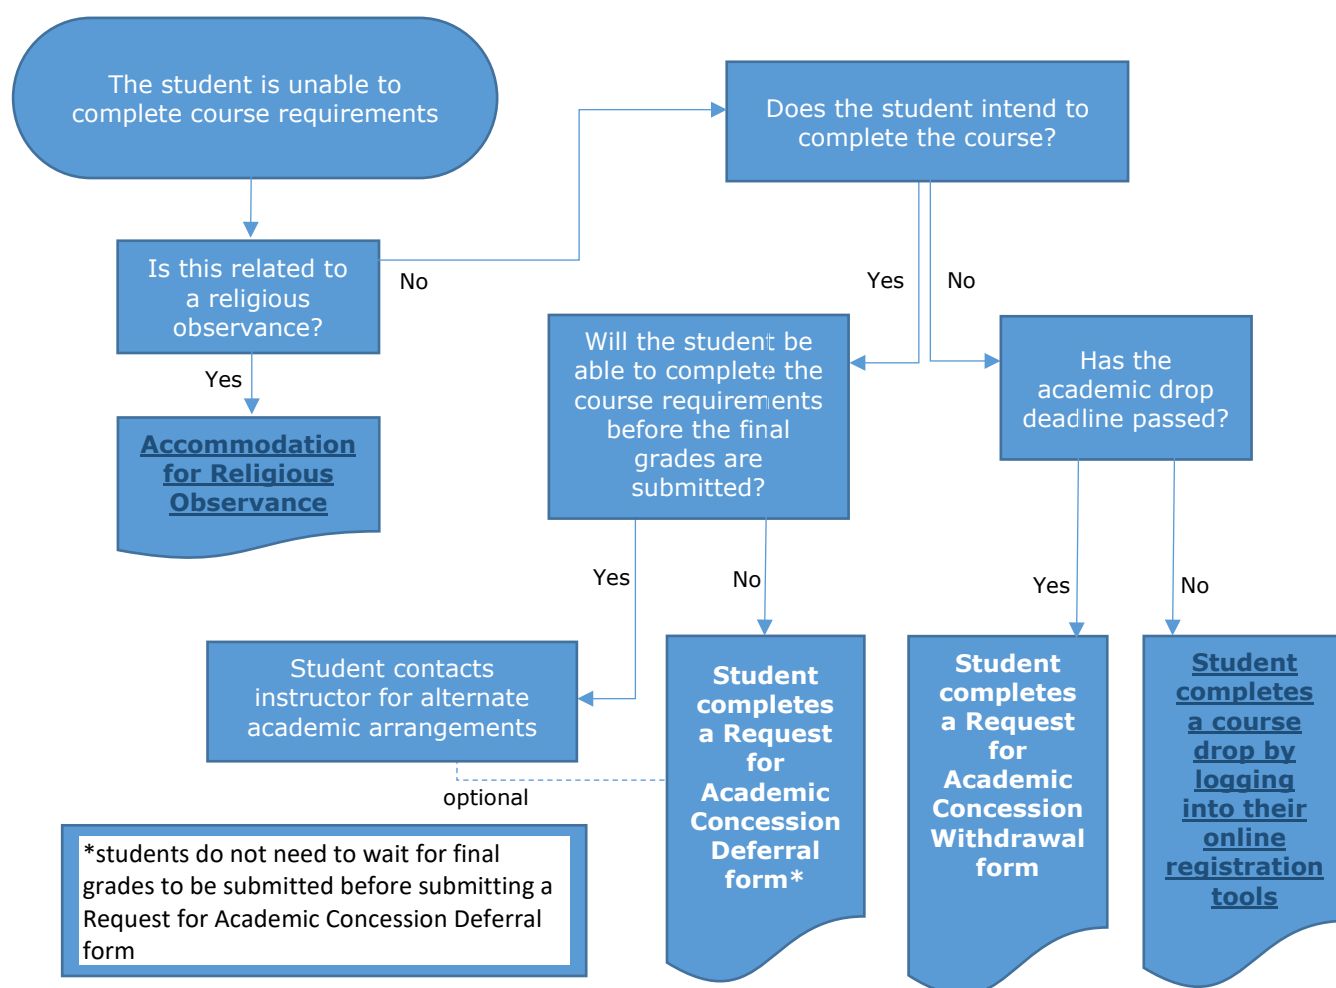 The student is unable to
complete course requirements
Does the student intend to
complete the course?
Is this related to
a religious
observance?
No
Yes
No
Will the student be
able to complete the
course requirements
before the final
grades are
submitted?
Has the
academic drop
deadline passed?
Yes
Accommodation
for Religious
Observance
Yes
No
Yes
No
Student contacts
instructor for alternate
academic arrangements
Student
completes
a Request
for
Academic
Concession
Deferral
form*
Student
completes
a Request
for
Academic
Concession
Withdrawal
form
Student
completes
a course
drop by
logging
into their
online
registration
tools
optional
*students do not need to wait for final
grades to be submitted before submitting a
Request for Academic Concession Deferral
form